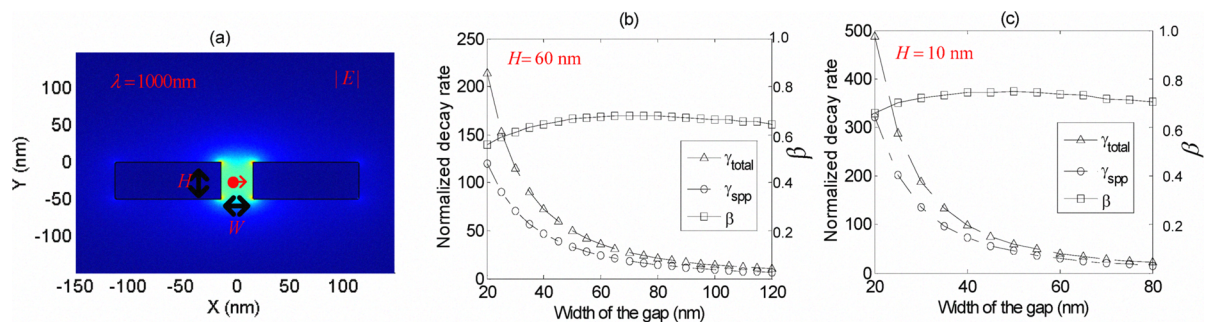 (a)
λ=1000nm
|E|
H
W
100
50
0
-50
-100
Y (nm)
-150 -100 -50 0 50 100
X (nm)
(b)
H= 60 nm
250
200
150
100
50
0
Normalized decay rate
20 40 60 80 100 120
Width of the gap (nm)
1.0
0.8
0.6
0.4
0.2
β
γtotal
γspp
β
(c)
H = 10 nm
500
400
300
200
100
0
Normalized decay rate
20 30 40 50 60 70 80
Width of the gap (nm)
1.0
0.8
0.6
0.4
0.2
β
γtotal
γspp
β